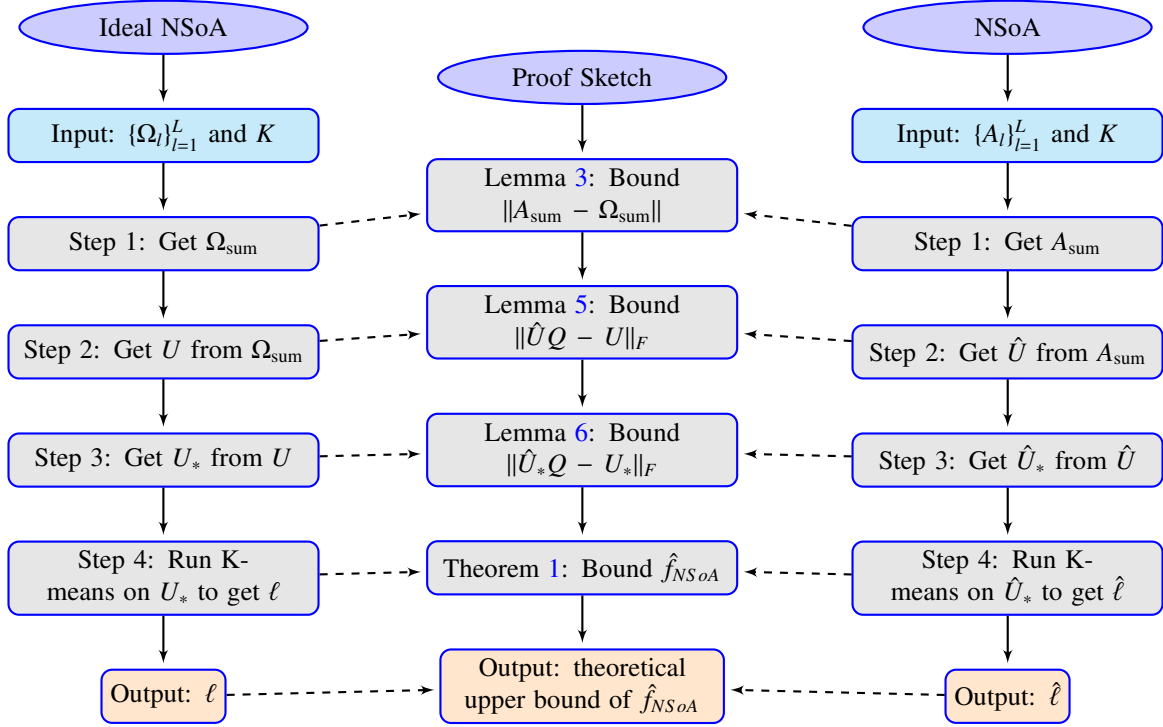 Ideal NSoA
Input: {Ω_l}_{l=1}^L and K
Step 1: Get Ω_sum
Step 2: Get U from Ω_sum
Step 3: Get U_* from U
Step 4: Run K-
means on U_* to get ℓ
Output: ℓ
Proof Sketch
Lemma 3: Bound
‖A_sum − Ω_sum‖
Lemma 5: Bound
‖ÛQ − U‖_F
Lemma 6: Bound
‖Û_*Q − U_*‖_F
Theorem 1: Bound f̂_{NSoA}
Output: theoretical
upper bound of f̂_{NSoA}
NSoA
Input: {A_l}_{l=1}^L and K
Step 1: Get A_sum
Step 2: Get Û from A_sum
Step 3: Get Û_* from Û
Step 4: Run K-
means on Û_* to get ℓ̂
Output: ℓ̂